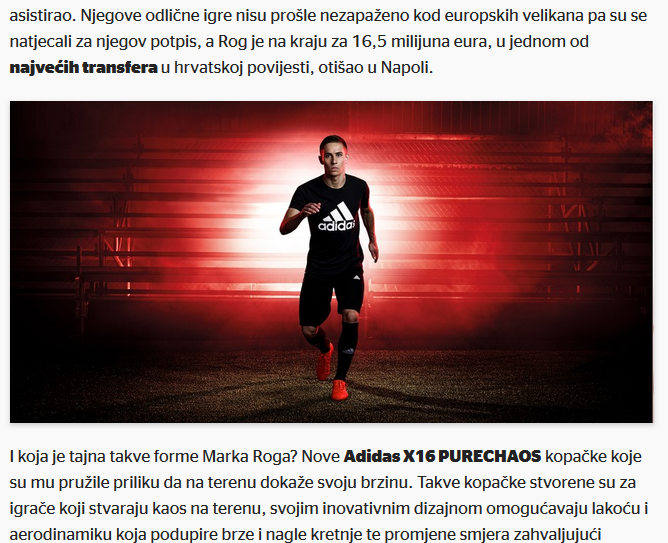 asistirao. Njegove odlične igre nisu prošle nezapaženo kod europskih velikana pa su se
natjecali za njegov potpis, a Rog je na kraju za 16,5 milijuna eura, u jednom od
najvećih transfera u hrvatskoj povijesti, otišao u Napoli.
adidas
I koja je tajna takve forme Marka Roga? Nove Adidas X16 PURECHAOS kopačke koje
su mu pružile priliku da na terenu dokaže svoju brzinu. Takve kopačke stvorene su za
igrače koji stvaraju kaos na terenu, svojim inovativnim dizajnom omogućavaju lakoću i
aerodinamiku koja podupire brze i nagle kretnje te promjene smjera zahvaljujući